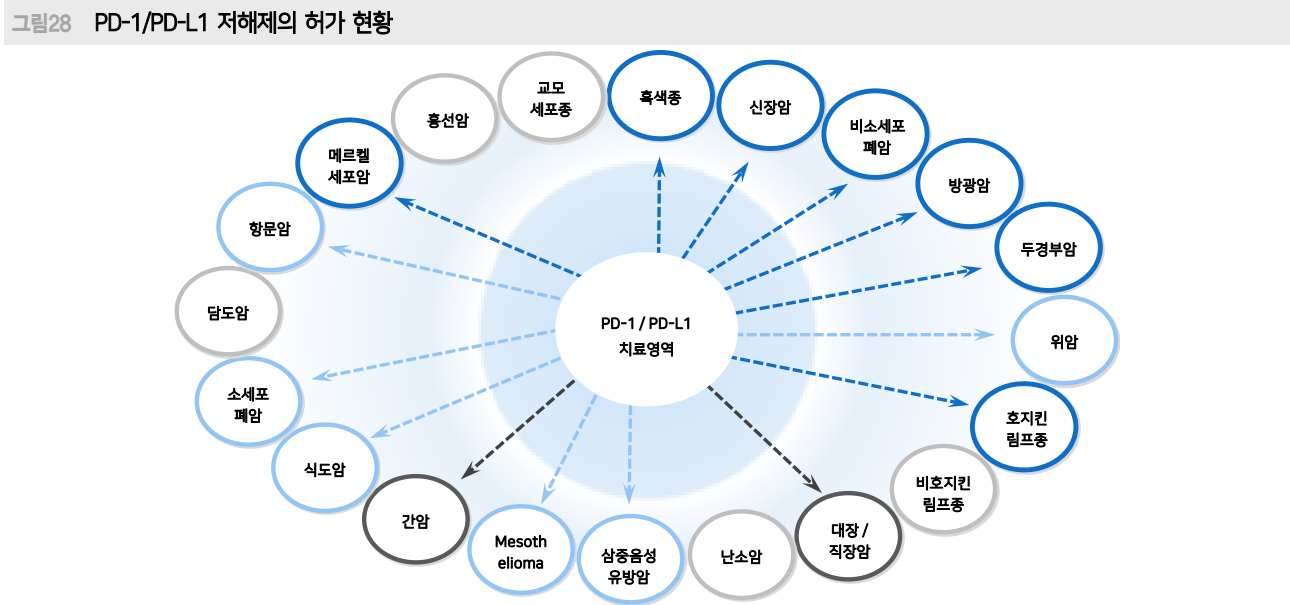 그림28 PD-1/PD-L1 저해제의 허가 현황
교모
세포종
흑색종
신장암
흉선암
비소세포
폐암
메르켈
세포암
방광암
항문암
두경부암
담도암
PD-1 / PD-L1
치료영역
위암
소세포
폐암
호지킨
림프종
식도암
비호지킨
림프종
간암
Mesoth
elioma
삼중음성
유방암
난소암
대장 /
직장암